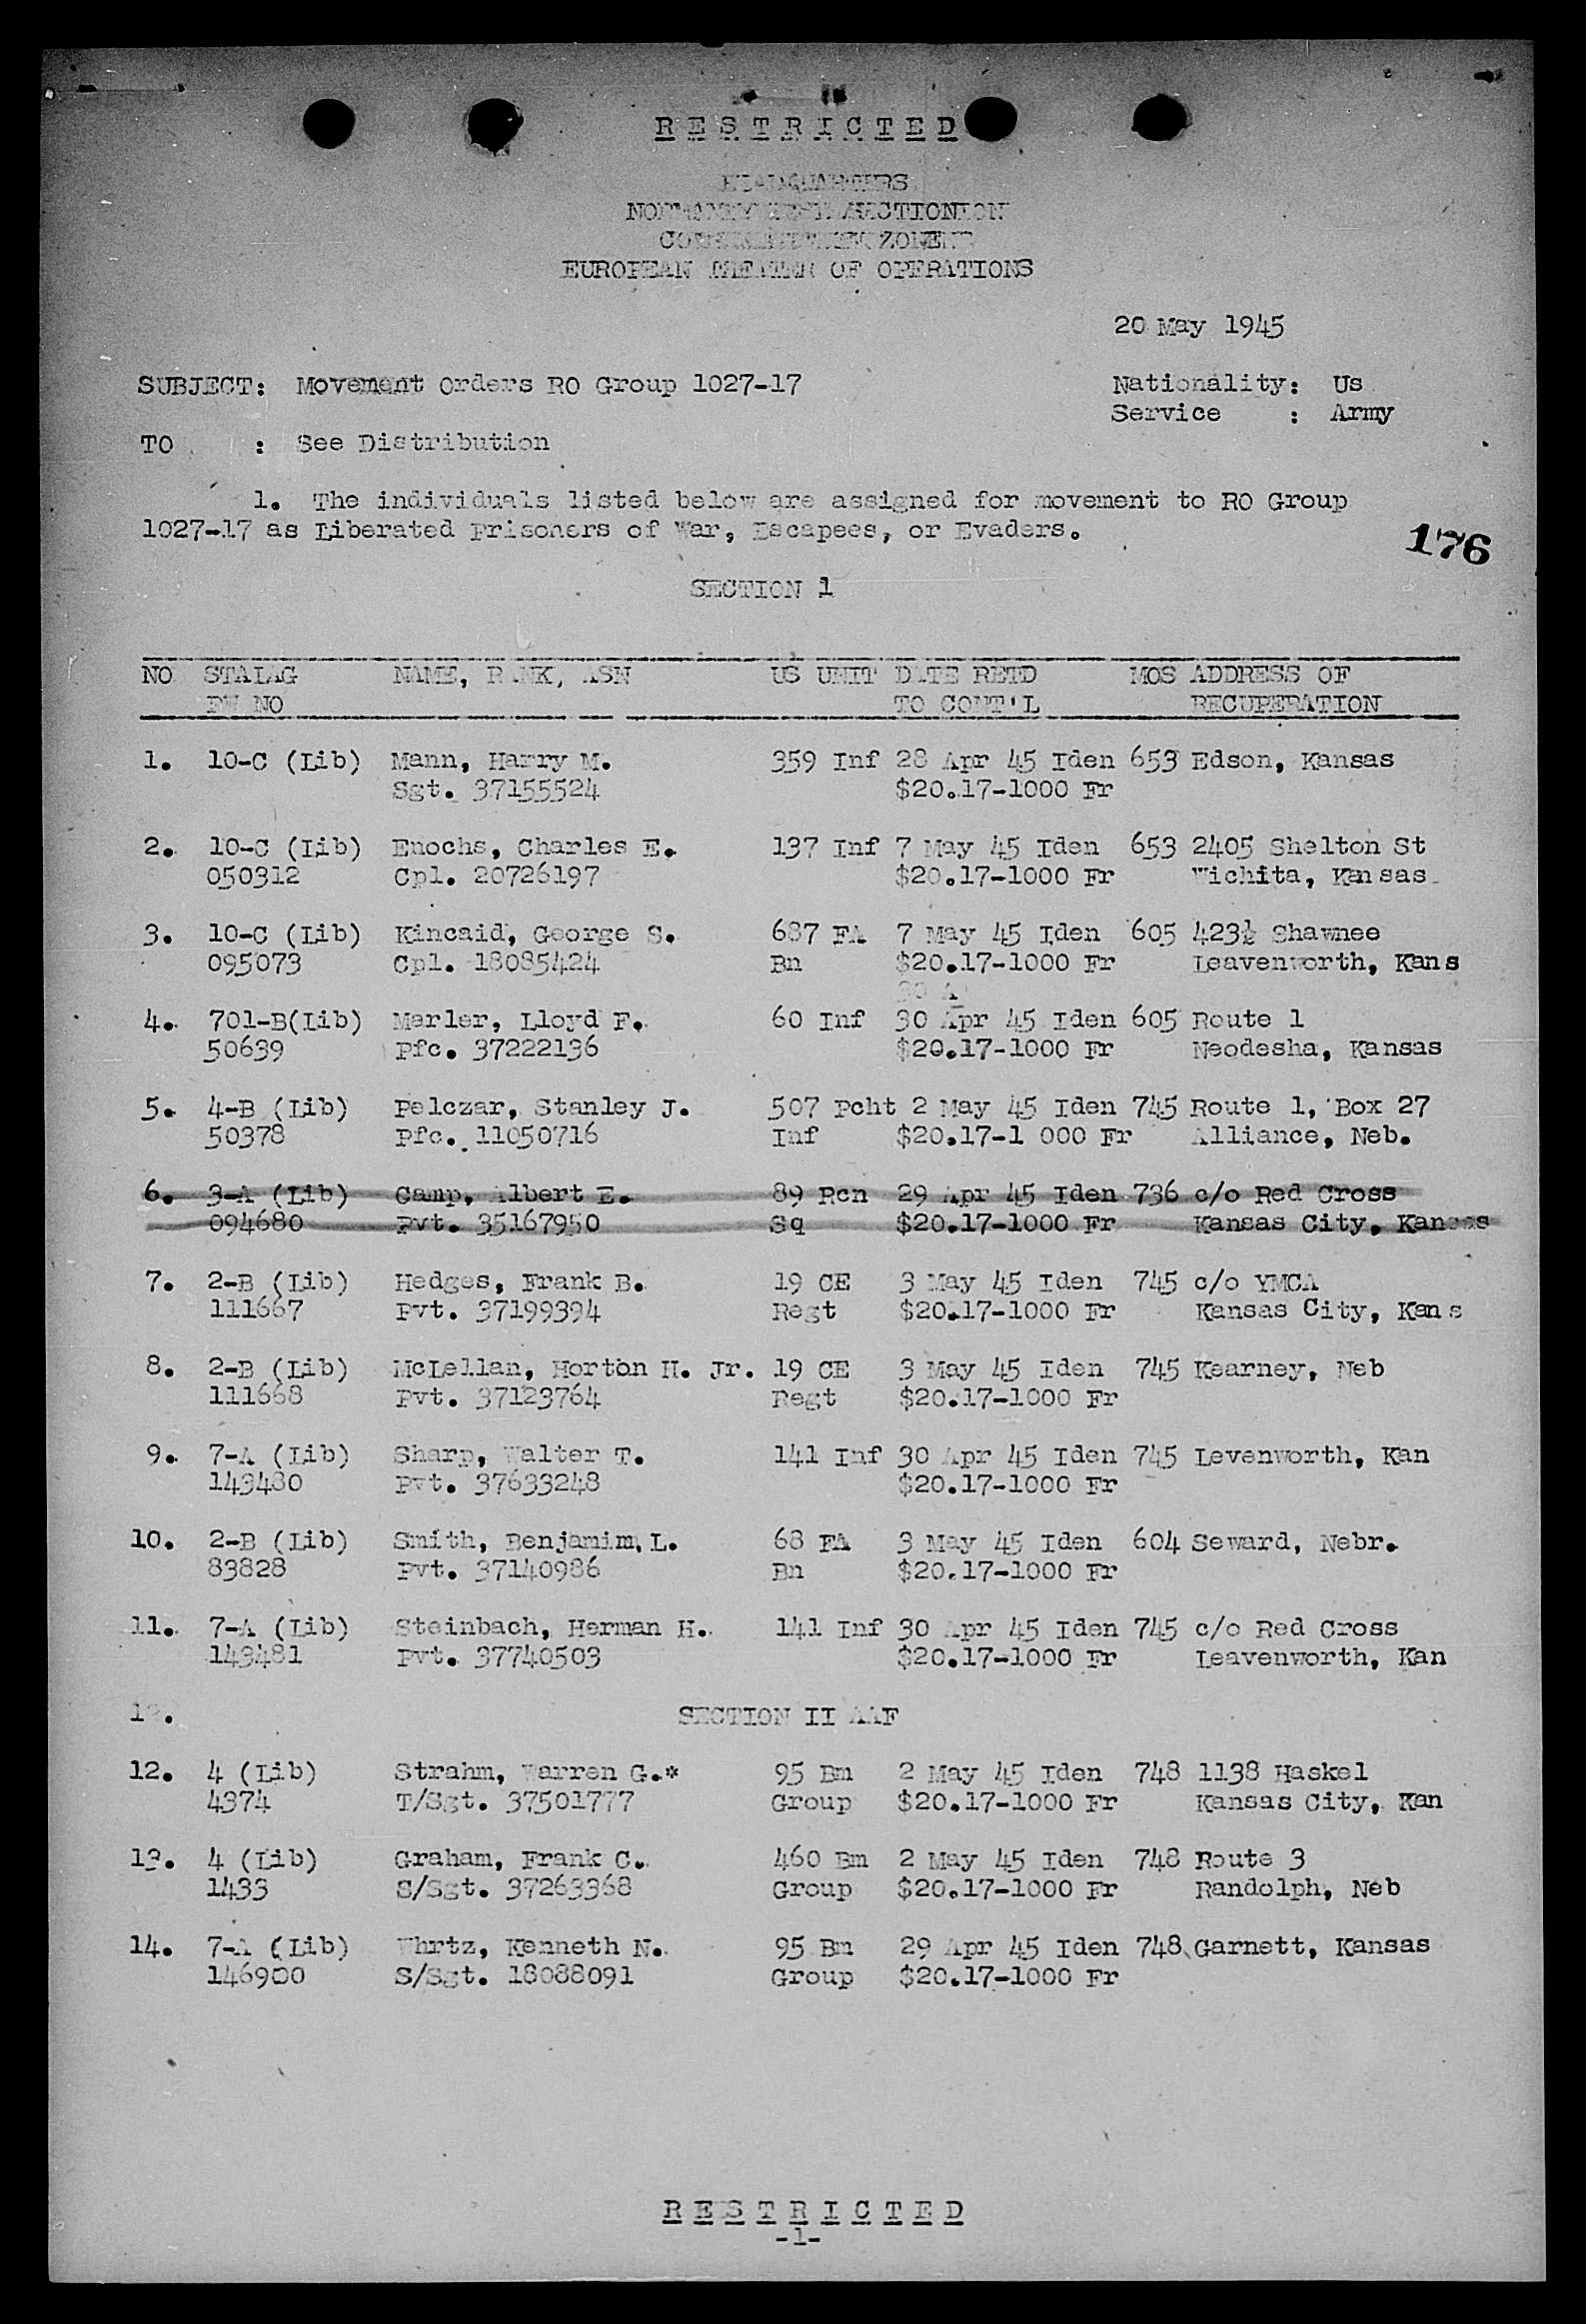 RESTRICTED
HEADQUARTERS
NORMANDY BASE SECTION
COMMUNICATIONS ZONE
EUROPEAN THEATER OF OPERATIONS
20 May 1945
SUBJECT: Movement Orders RO Group 1027-17 Nationality: Us
Service : Army
TO : See Distribution
1. The individuals listed below are assigned for movement to RO Group
1027-17 as Liberated Prisoners of War, Escapees, or Evaders.
176
SECTION 1
NO STALAG NAME, RANK, ASN US UNIT DATE RETD MOS ADDRESS OF
PW NO TO CONT'L RECUPERATION
1. 10-C (Lib) Mann, Harry M. 359 Inf 28 Apr 45 Iden 653 Edson, Kansas
Sgt. 37155524 $20.17-1000 Fr
2. 10-C (Lib) Enochs, Charles E. 137 Inf 7 May 45 Iden 653 2405 Shelton St
050312 Cpl. 20726197 $20.17-1000 Fr Wichita, Kansas
3. 10-C (Lib) Kincaid, George S. 687 FA 7 May 45 Iden 605 423½ Shawnee
095073 Cpl. 18085424 Bn $20.17-1000 Fr Leavenworth, Kans
4. 701-B(Lib) Marler, Lloyd F. 60 Inf 30 Apr 45 Iden 605 Route 1
50639 Pfc. 37222136 $20.17-1000 Fr Neodesha, Kansas
5. 4-B (Lib) Pelczar, Stanley J. 507 Pcht 2 May 45 Iden 745 Route 1, Box 27
50378 Pfc. 11050716 Inf $20.17-1 000 Fr Alliance, Neb.
6. 3-A (Lib) Camp, Albert E. 89 Rcn 29 Apr 45 Iden 736 c/o Red Cross
094680 Pvt. 35167950 Sq $20.17-1000 Fr Kansas City, Kansas
7. 2-B (Lib) Hedges, Frank B. 19 CE 3 May 45 Iden 745 c/o YMCA
111667 Pvt. 37199394 Regt $20.17-1000 Fr Kansas City, Kans
8. 2-B (Lib) McLellan, Horton H. Jr. 19 CE 3 May 45 Iden 745 Kearney, Neb
111668 Pvt. 37123764 Regt $20.17-1000 Fr
9. 7-A (Lib) Sharp, Walter T. 141 Inf 30 Apr 45 Iden 745 Levenworth, Kan
143480 Pvt. 37633248 $20.17-1000 Fr
10. 2-B (Lib) Smith, Benjamim, L. 68 FA 3 May 45 Iden 604 Seward, Nebr.
83828 Pvt. 37140986 Bn $20.17-1000 Fr
11. 7-A (Lib) Steinbach, Herman H. 141 Inf 30 Apr 45 Iden 745 c/o Red Cross
143481 Pvt. 37740503 $20.17-1000 Fr Leavenworth, Kan
SECTION II AAF
12. 4 (Lib) Strahm, Warren G.* 95 Bm 2 May 45 Iden 748 1138 Haskel
4374 T/Sgt. 37501777 Group $20.17-1000 Fr Kansas City, Kan
13. 4 (Lib) Graham, Frank C. 460 Bm 2 May 45 Iden 748 Route 3
1433 S/Sgt. 37263368 Group $20.17-1000 Fr Randolph, Neb
14. 7-A (Lib) Kenneth N. 95 Bm 29 Apr 45 Iden 748 Garnett, Kansas
146900 S/Sgt. 18088091 Group $20.17-1000 Fr
RESTRICTED
-1-